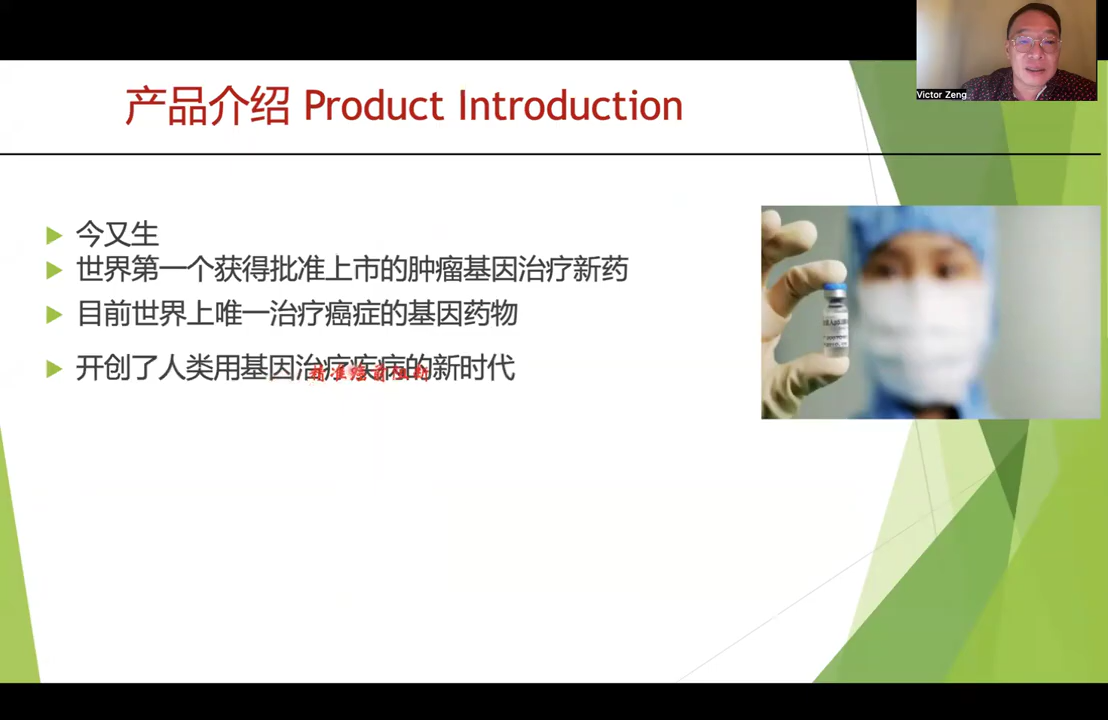 Victor Zeng
产品介绍 Product Introduction
今又生
世界第一个获得批准上市的肿瘤基因治疗新药
目前世界上唯一治疗癌症的基因药物
开创了人类用基因治疗疾病的新时代